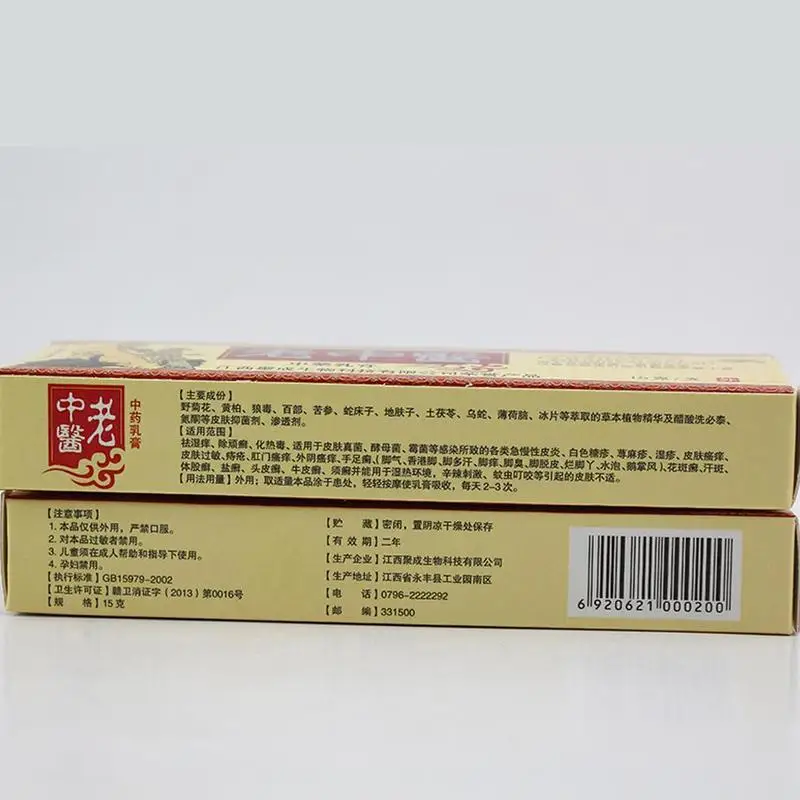 老中醫
中药乳膏
【主要成份】
野菊花、黄柏、狼毒、百部、苦参、蛇床子、地肤子、土茯苓、乌蛇、薄荷脑、冰片等萃取的草本植物精华及醋酸洗必泰、
氮酮等皮肤抑菌剂、渗透剂。
【适用范围】
祛湿痒、除顽癣、化热毒、适用于皮肤真菌、酵母菌、霉菌等感染所致的各类急慢性皮炎、白色糠疹、荨麻疹、湿疹、皮肤瘙痒、
皮肤过敏、痔疮、肛门瘙痒、外阴瘙痒、手足癣、(脚气、香港脚、脚多汗、脚痒、脚臭、脚脱皮、烂脚丫、水泡、鹅掌风)、花斑癣、汗斑、
体股癣、盐癣、头皮癣、牛皮癣、须癣并能用于湿热环境，辛辣刺激、蚊虫叮咬等引起的皮肤不适。
【用法用量】外用；取适量本品涂于患处，轻轻按摩使乳膏吸收，每天2-3次。
【注意事项】
1. 本品仅供外用，严禁口服。
2. 对本品过敏者禁用。
3. 儿童须在成人帮助和指导下使用。
4. 孕妇禁用。
【执行标准】GB15979-2002
【卫生许可证】赣卫消证字（2013）第0016号
【规 格】15克
【贮 藏】密闭，置阴凉干燥处保存
【有 效 期】二年
【生产企业】江西聚成生物科技有限公司
【生产地址】江西省永丰县工业园南区
【电 话】0796-2222292
【邮 编】331500
6 920621 000200